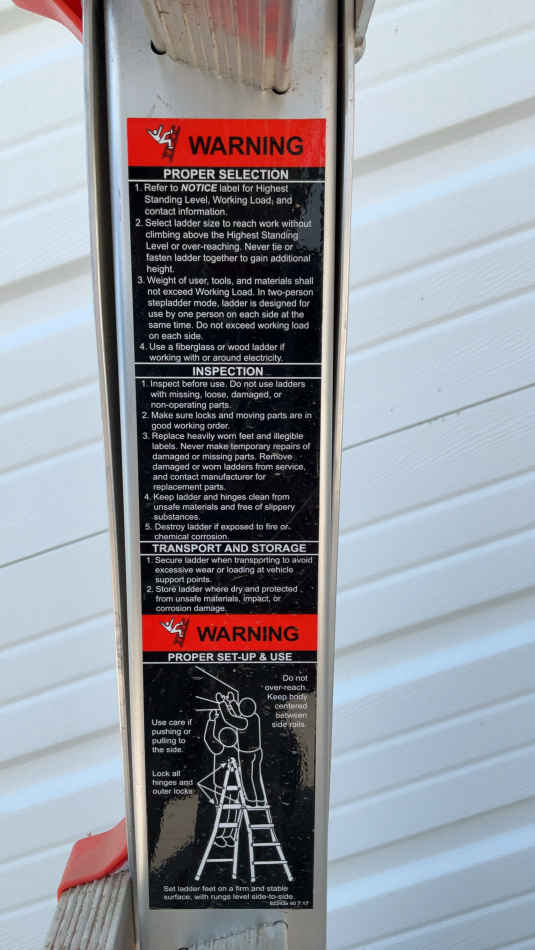 WARNING
PROPER SELECTION
1. Refer to NOTICE label for Highest
Standing Level, Working Load, and
contact information.
2. Select ladder size to reach work without
climbing above the Highest Standing
Level or over-reaching. Never tie or
fasten ladder together to gain additional
height.
3. Weight of user, tools, and materials shall
not exceed Working Load. In two-person
stepladder mode, ladder is designed for
use by one person on each side at the
same time. Do not exceed working load
on each side.
4. Use a fiberglass or wood ladder if
working with or around electricity.
INSPECTION
1. Inspect before use. Do not use ladders
with missing, loose, damaged, or
non-operating parts.
2. Make sure locks and moving parts are in
good working order.
3. Replace heavily worn feet and illegible
labels. Never make temporary repairs of
damaged or missing parts. Remove
damaged or worn ladders from service,
and contact manufacturer for
replacement parts.
4. Keep ladder and hinges clean from
unsafe materials and free of slippery
substances.
5. Destroy ladder if exposed to fire or
chemical corrosion.
TRANSPORT AND STORAGE
1. Secure ladder when transporting to avoid
excessive wear or loading at vehicle
support points.
2. Store ladder where dry and protected
from unsafe materials, impact, or
corrosion damage.
WARNING
PROPER SET-UP & USE
Do not
over-reach.
Keep body
centered
between
side rails.
Use care if
pushing or
pulling to
the side.
Lock all
hinges and
outer locks
Set ladder feet on a firm and stable
surface, with rungs level side-to-side.